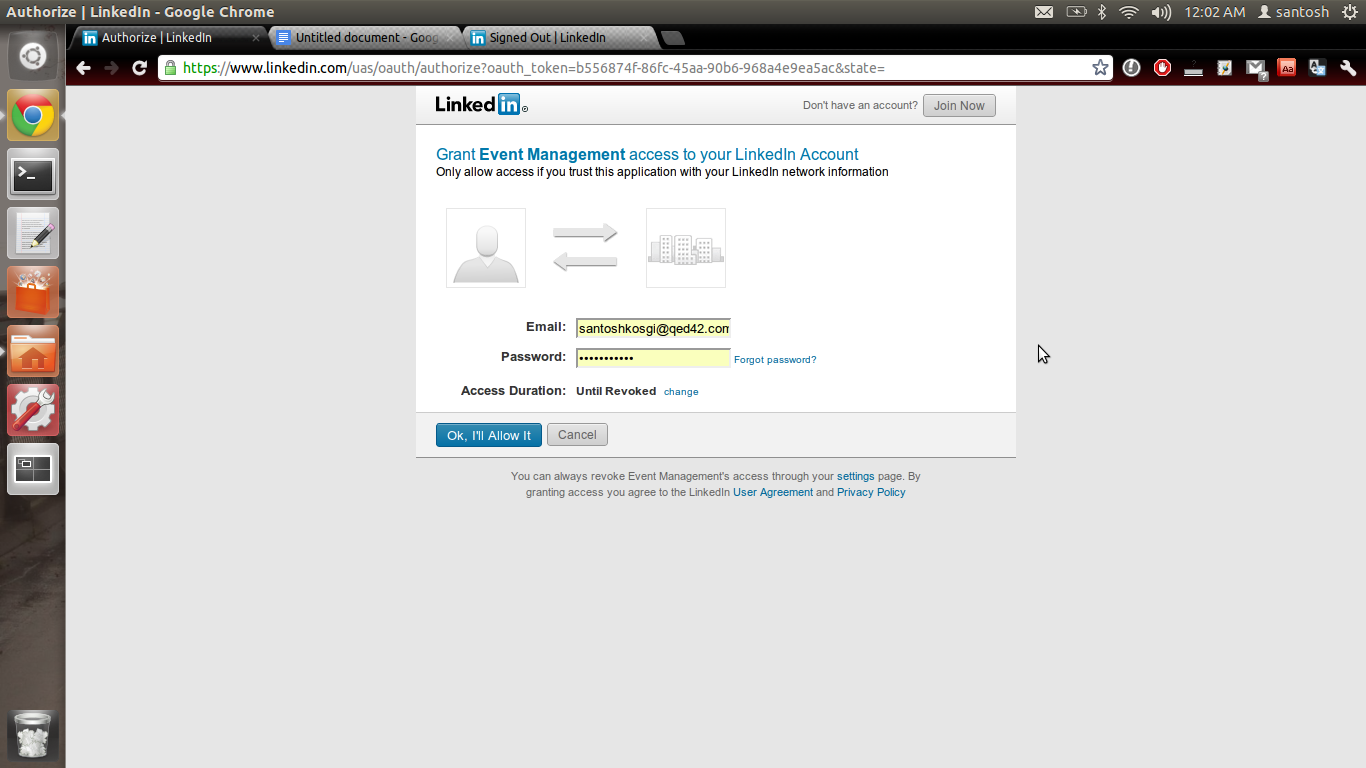 Authorize | LinkedIn - Google Chrome
12:02 AM santosh
Authorize | LinkedIn
Untitled document - Goog
Signed Out | LinkedIn
https://www.linkedin.com/uas/oauth/authorize?oauth_token=b556874f-86fc-45aa-90b6-968a4e9ea5ac&state=
Linked in
Don't have an account? Join Now
Grant Event Management access to your LinkedIn Account
Only allow access if you trust this application with your LinkedIn network information
Email: santoshkosgi@qed42.com
Password: ••••••••••• Forgot password?
Access Duration: Until Revoked change
Ok, I'll Allow It Cancel
You can always revoke Event Management's access through your settings page. By
granting access you agree to the LinkedIn User Agreement and Privacy Policy